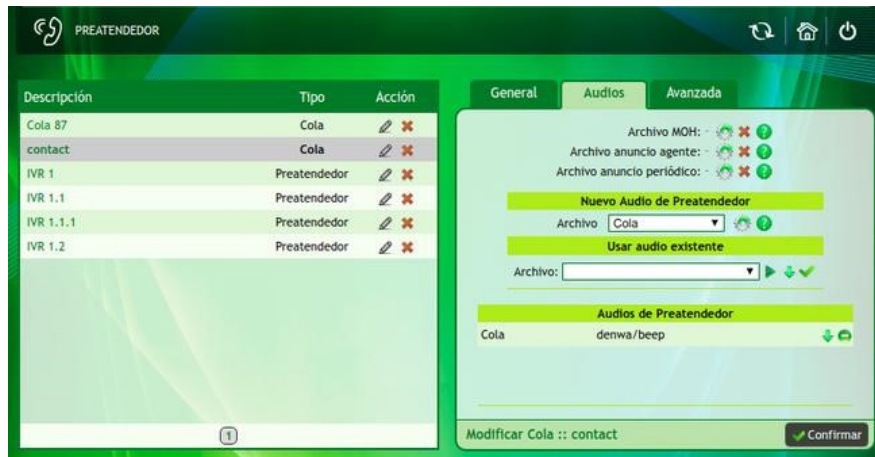 PREATENDEDOR
Descripción Tipo Acción
Cola 87 Cola
contact Cola
IVR 1 Preatendedor
IVR 1.1 Preatendedor
IVR 1.1.1 Preatendedor
IVR 1.2 Preatendedor
1
General Audios Avanzada
Archivo MOH: -
Archivo anuncio agente: -
Archivo anuncio periódico: -
Nuevo Audio de Preatendedor
Archivo Cola
Usar audio existente
Archivo:
Audios de Preatendedor
Cola denwa/beep
Modificar Cola :: contact Confirmar